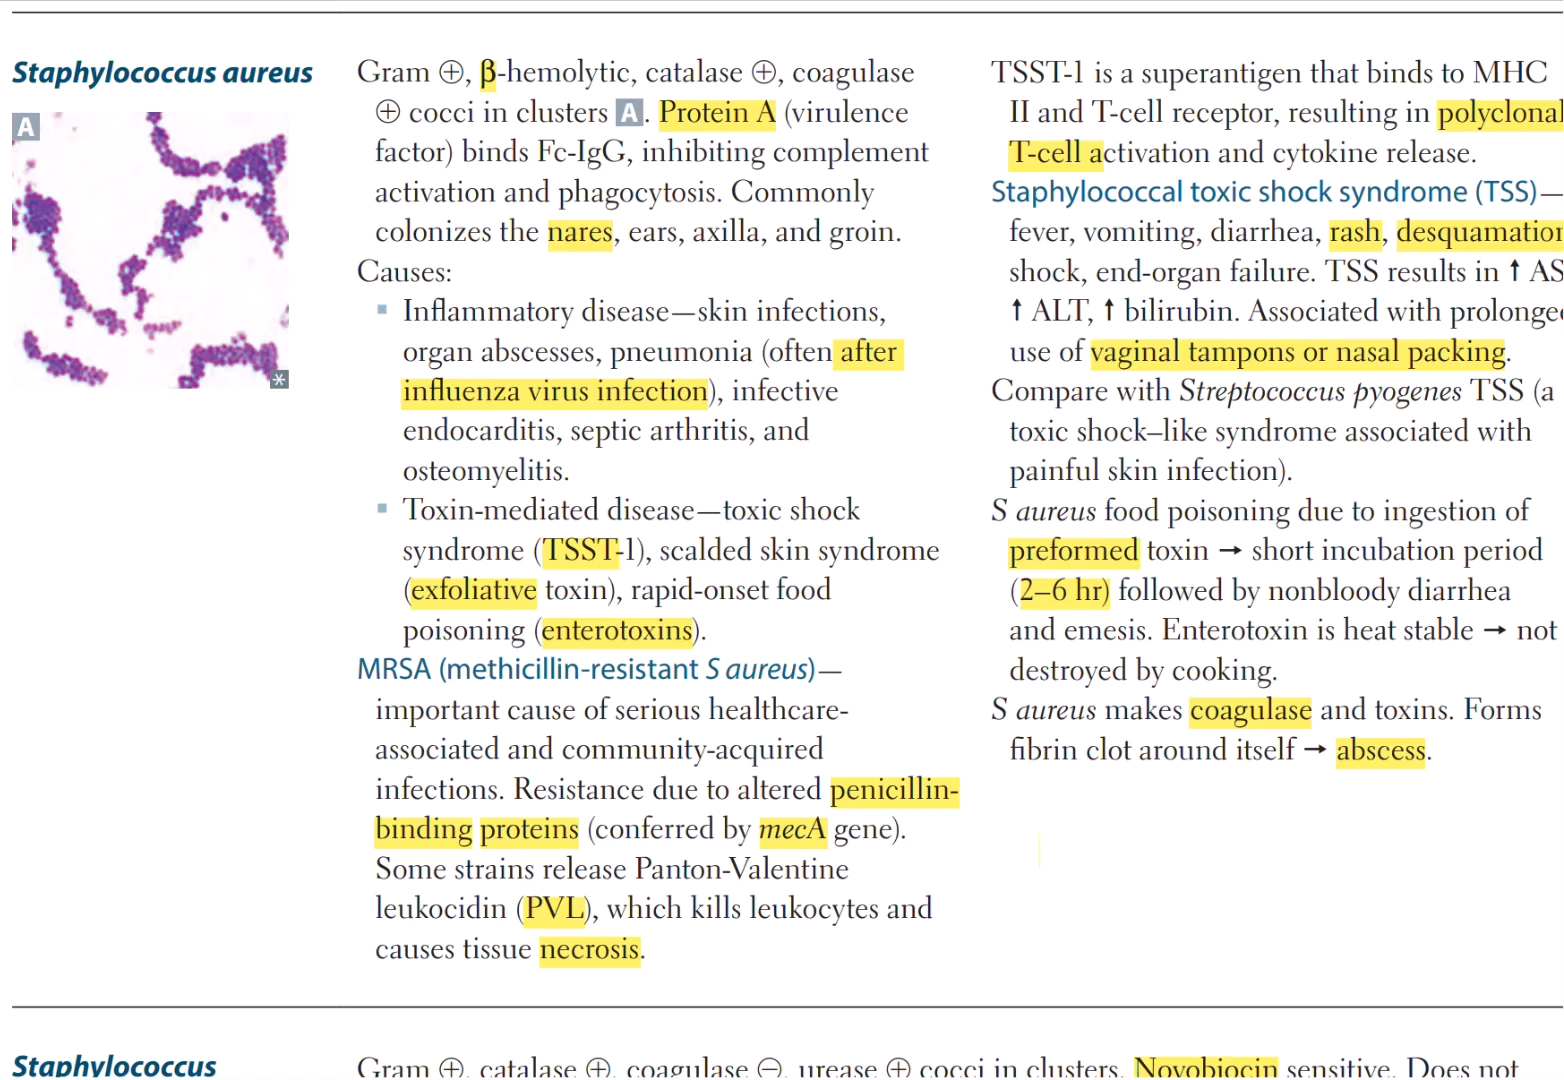 Staphylococcus aureus
A
*
Gram ⊕, β-hemolytic, catalase ⊕, coagulase
⊕ cocci in clusters A. Protein A (virulence
factor) binds Fc-IgG, inhibiting complement
activation and phagocytosis. Commonly
colonizes the nares, ears, axilla, and groin.
Causes:
▪ Inflammatory disease—skin infections,
organ abscesses, pneumonia (often after
influenza virus infection), infective
endocarditis, septic arthritis, and
osteomyelitis.
▪ Toxin-mediated disease—toxic shock
syndrome (TSST-1), scalded skin syndrome
(exfoliative toxin), rapid-onset food
poisoning (enterotoxins).
MRSA (methicillin-resistant S aureus)—
important cause of serious healthcare-
associated and community-acquired
infections. Resistance due to altered penicillin-
binding proteins (conferred by mecA gene).
Some strains release Panton-Valentine
leukocidin (PVL), which kills leukocytes and
causes tissue necrosis.
TSST-1 is a superantigen that binds to MHC
II and T-cell receptor, resulting in polyclonal
T-cell activation and cytokine release.
Staphylococcal toxic shock syndrome (TSS)—
fever, vomiting, diarrhea, rash, desquamation
shock, end-organ failure. TSS results in ↑ AS
↑ ALT, ↑ bilirubin. Associated with prolonged
use of vaginal tampons or nasal packing.
Compare with Streptococcus pyogenes TSS (a
toxic shock–like syndrome associated with
painful skin infection).
S aureus food poisoning due to ingestion of
preformed toxin → short incubation period
(2–6 hr) followed by nonbloody diarrhea
and emesis. Enterotoxin is heat stable → not
destroyed by cooking.
S aureus makes coagulase and toxins. Forms
fibrin clot around itself → abscess.
Staphylococcus
Gram ⊕, catalase ⊕, coagulase ⊖, urease ⊕ cocci in clusters. Novobiocin sensitive. Does not